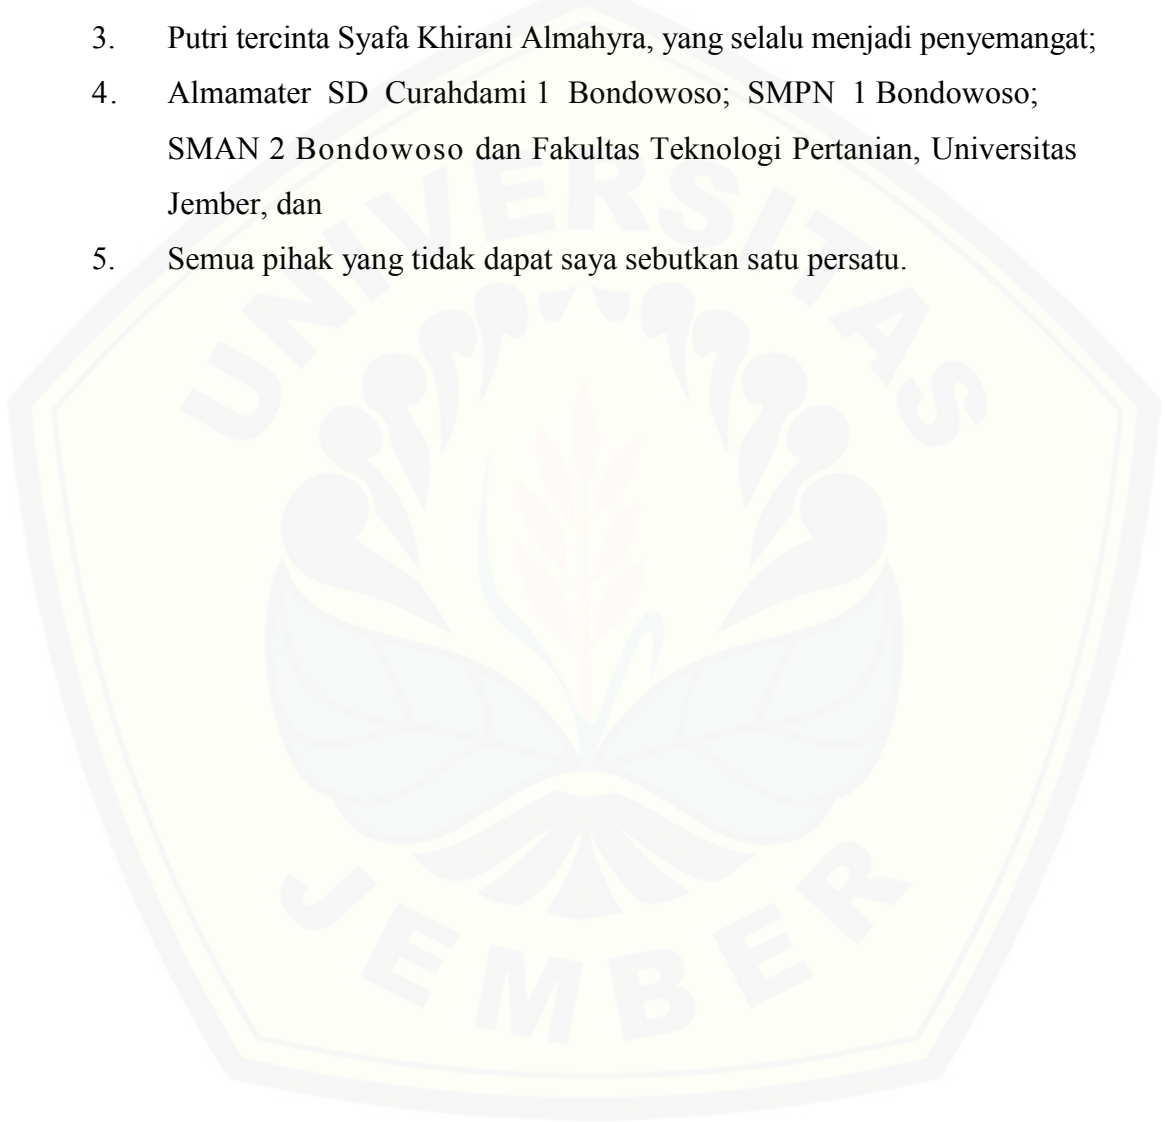 3. Putri tercinta Syafa Khirani Almahyra, yang selalu menjadi penyemangat;
4. Almamater SD Curahdami 1 Bondowoso; SMPN 1 Bondowoso;
SMAN 2 Bondowoso dan Fakultas Teknologi Pertanian, Universitas
Jember, dan
5. Semua pihak yang tidak dapat saya sebutkan satu persatu.
UNIVERSITAS
JEMBER